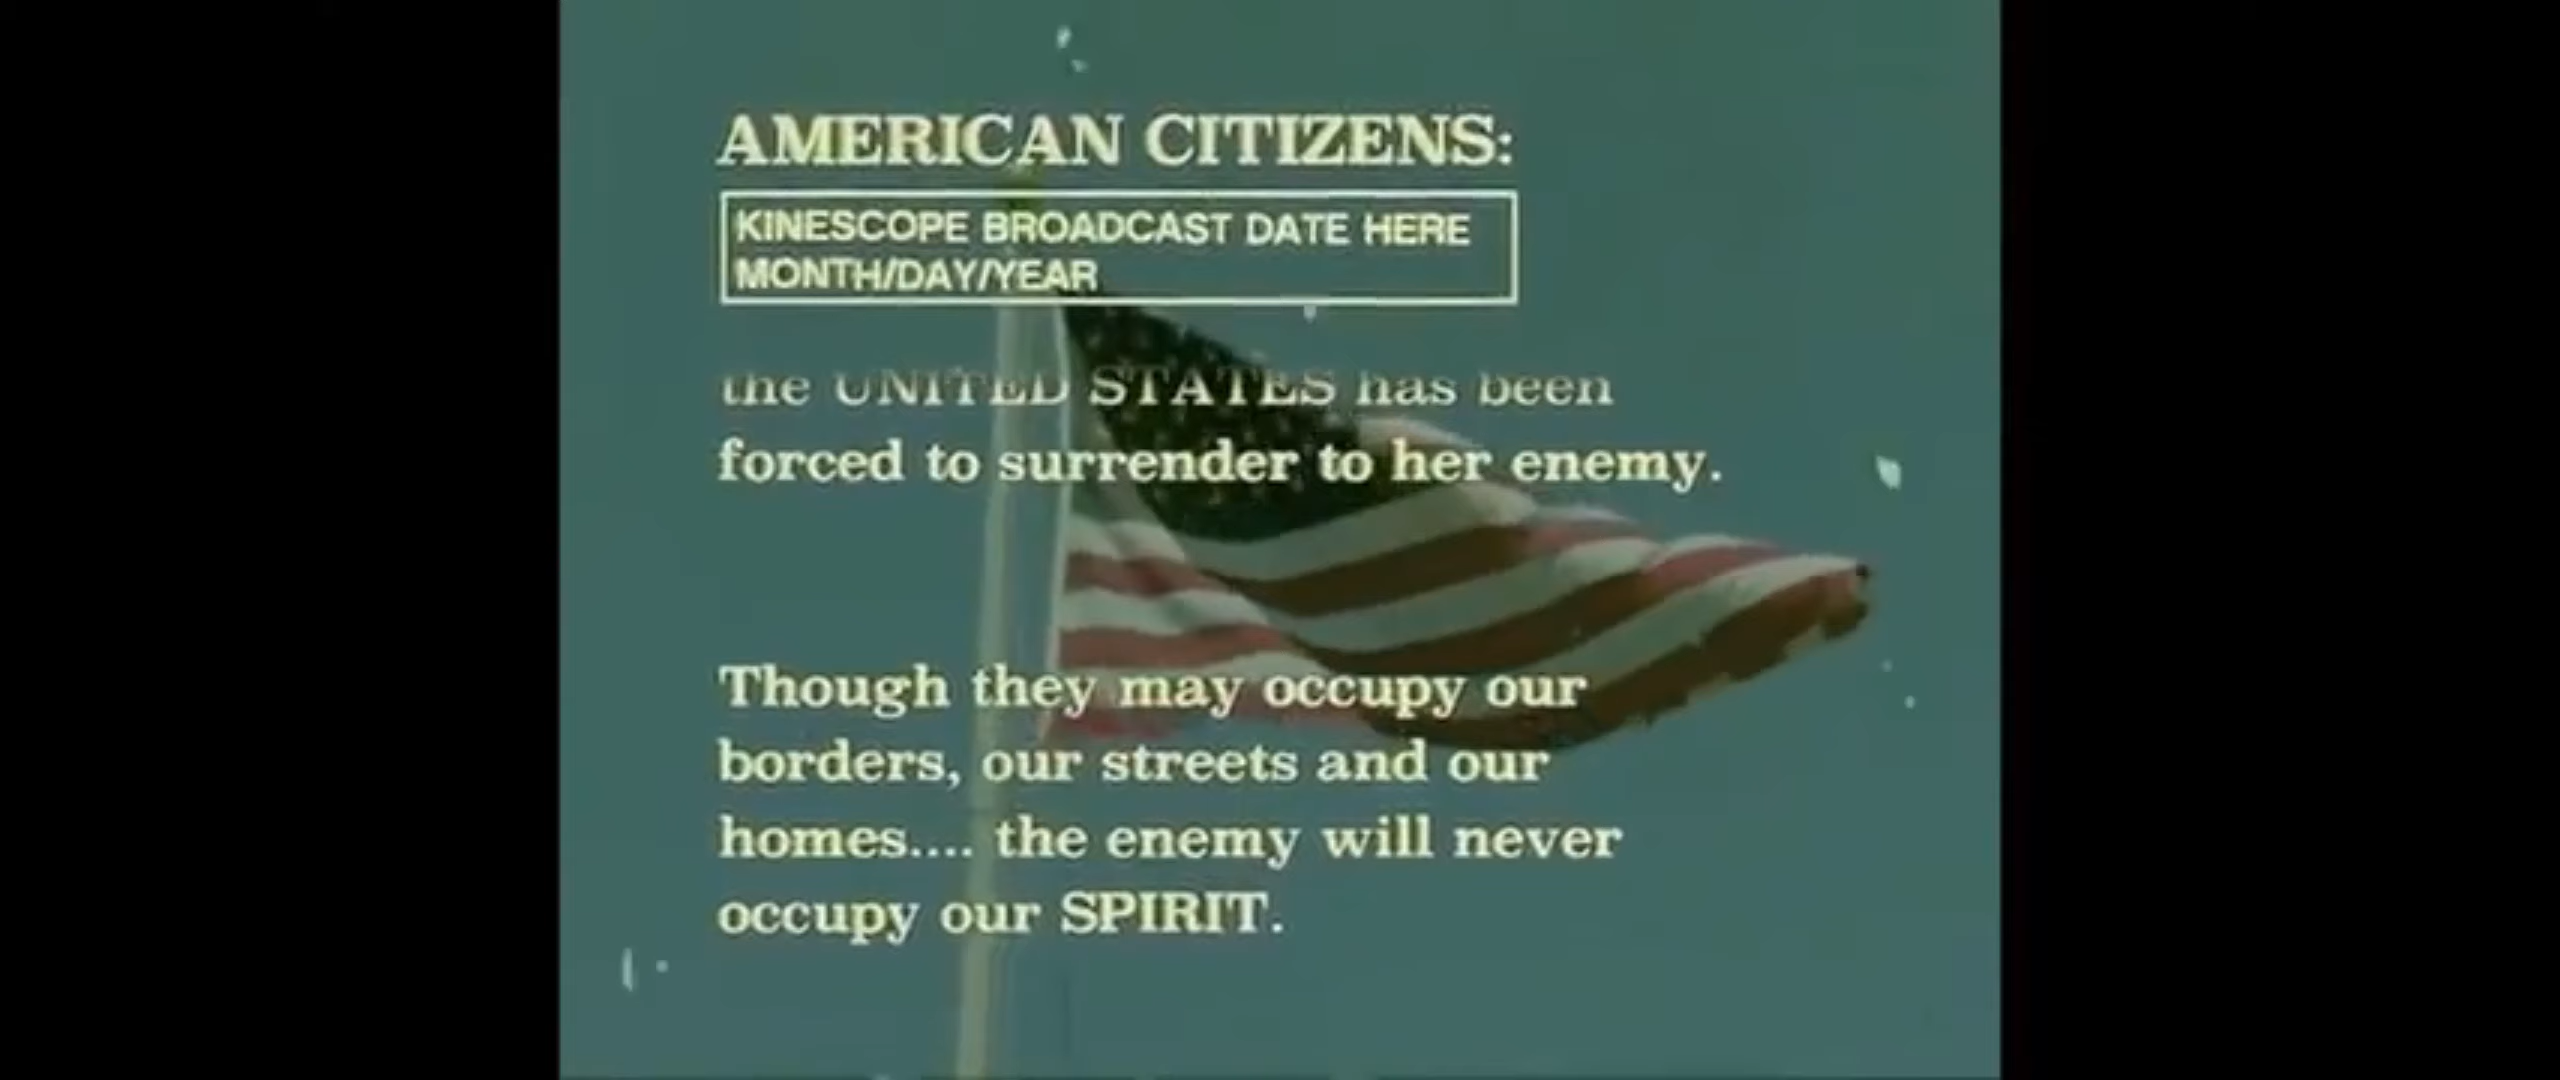 AMERICAN CITIZENS:
KINESCOPE BROADCAST DATE HERE
MONTH/DAY/YEAR
the UNITED STATES has been
forced to surrender to her enemy.
Though they may occupy our
borders, our streets and our
homes.... the enemy will never
occupy our SPIRIT.